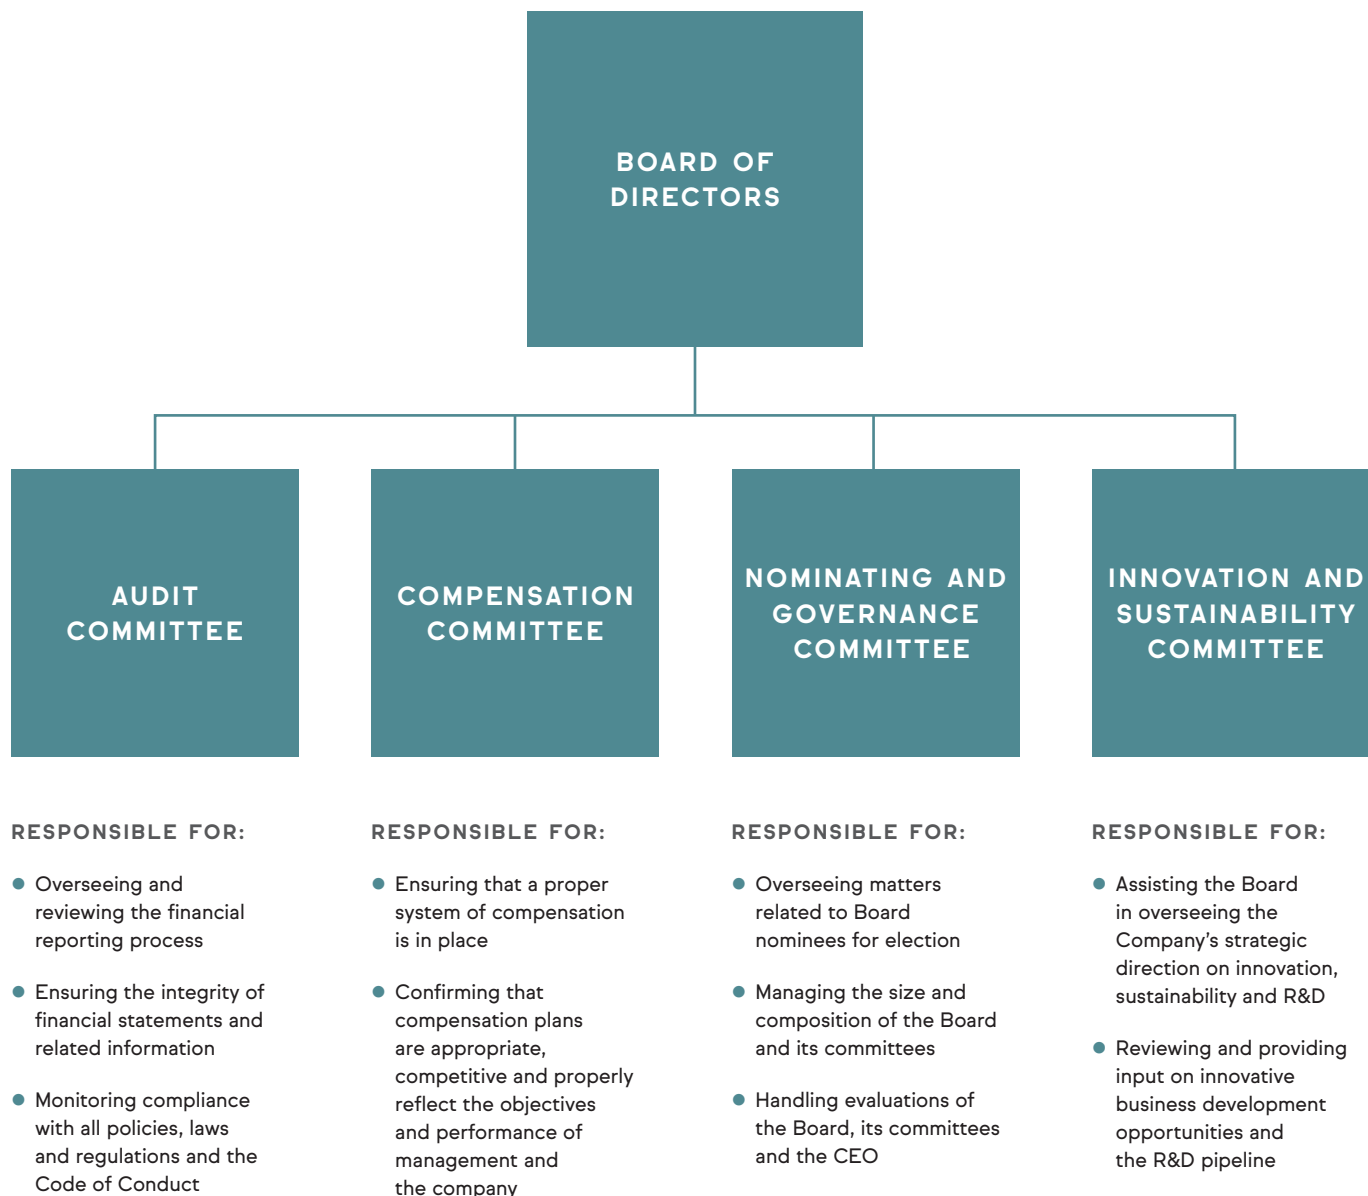 BOARD OF
DIRECTORS
AUDIT
COMMITTEE
COMPENSATION
COMMITTEE
NOMINATING AND
GOVERNANCE
COMMITTEE
INNOVATION AND
SUSTAINABILITY
COMMITTEE
RESPONSIBLE FOR:
Overseeing and
reviewing the financial
reporting process
Ensuring the integrity of
financial statements and
related information
Monitoring compliance
with all policies, laws
and regulations and the
Code of Conduct
RESPONSIBLE FOR:
Ensuring that a proper
system of compensation
is in place
Confirming that
compensation plans
are appropriate,
competitive and properly
reflect the objectives
and performance of
management and
the company
RESPONSIBLE FOR:
Overseeing matters
related to Board
nominees for election
Managing the size and
composition of the Board
and its committees
Handling evaluations of
the Board, its committees
and the CEO
RESPONSIBLE FOR:
Assisting the Board
in overseeing the
Company's strategic
direction on innovation,
sustainability and R&D
Reviewing and providing
input on innovative
business development
opportunities and
the R&D pipeline